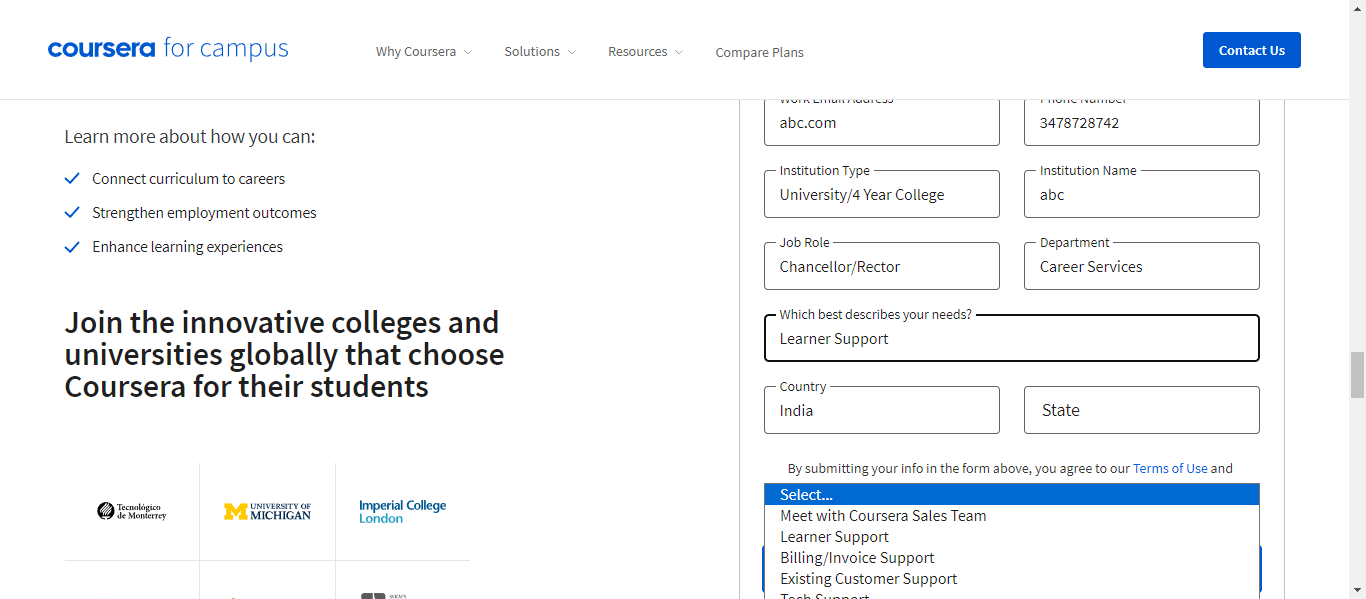 coursera for campus
Why Coursera
Solutions
Resources
Compare Plans
Contact Us
Learn more about how you can:
Connect curriculum to careers
Strengthen employment outcomes
Enhance learning experiences
Join the innovative colleges and
universities globally that choose
Coursera for their students
Tecnológico
de Monterrey
UNIVERSITY OF
MICHIGAN
Imperial College
London
Work Email Address
abc.com
Phone Number
3478728742
Institution Type
University/4 Year College
Institution Name
abc
Job Role
Chancellor/Rector
Department
Career Services
Which best describes your needs?
Learner Support
Country
India
State
By submitting your info in the form above, you agree to our Terms of Use and
Select...
Meet with Coursera Sales Team
Learner Support
Billing/Invoice Support
Existing Customer Support
Tech Support